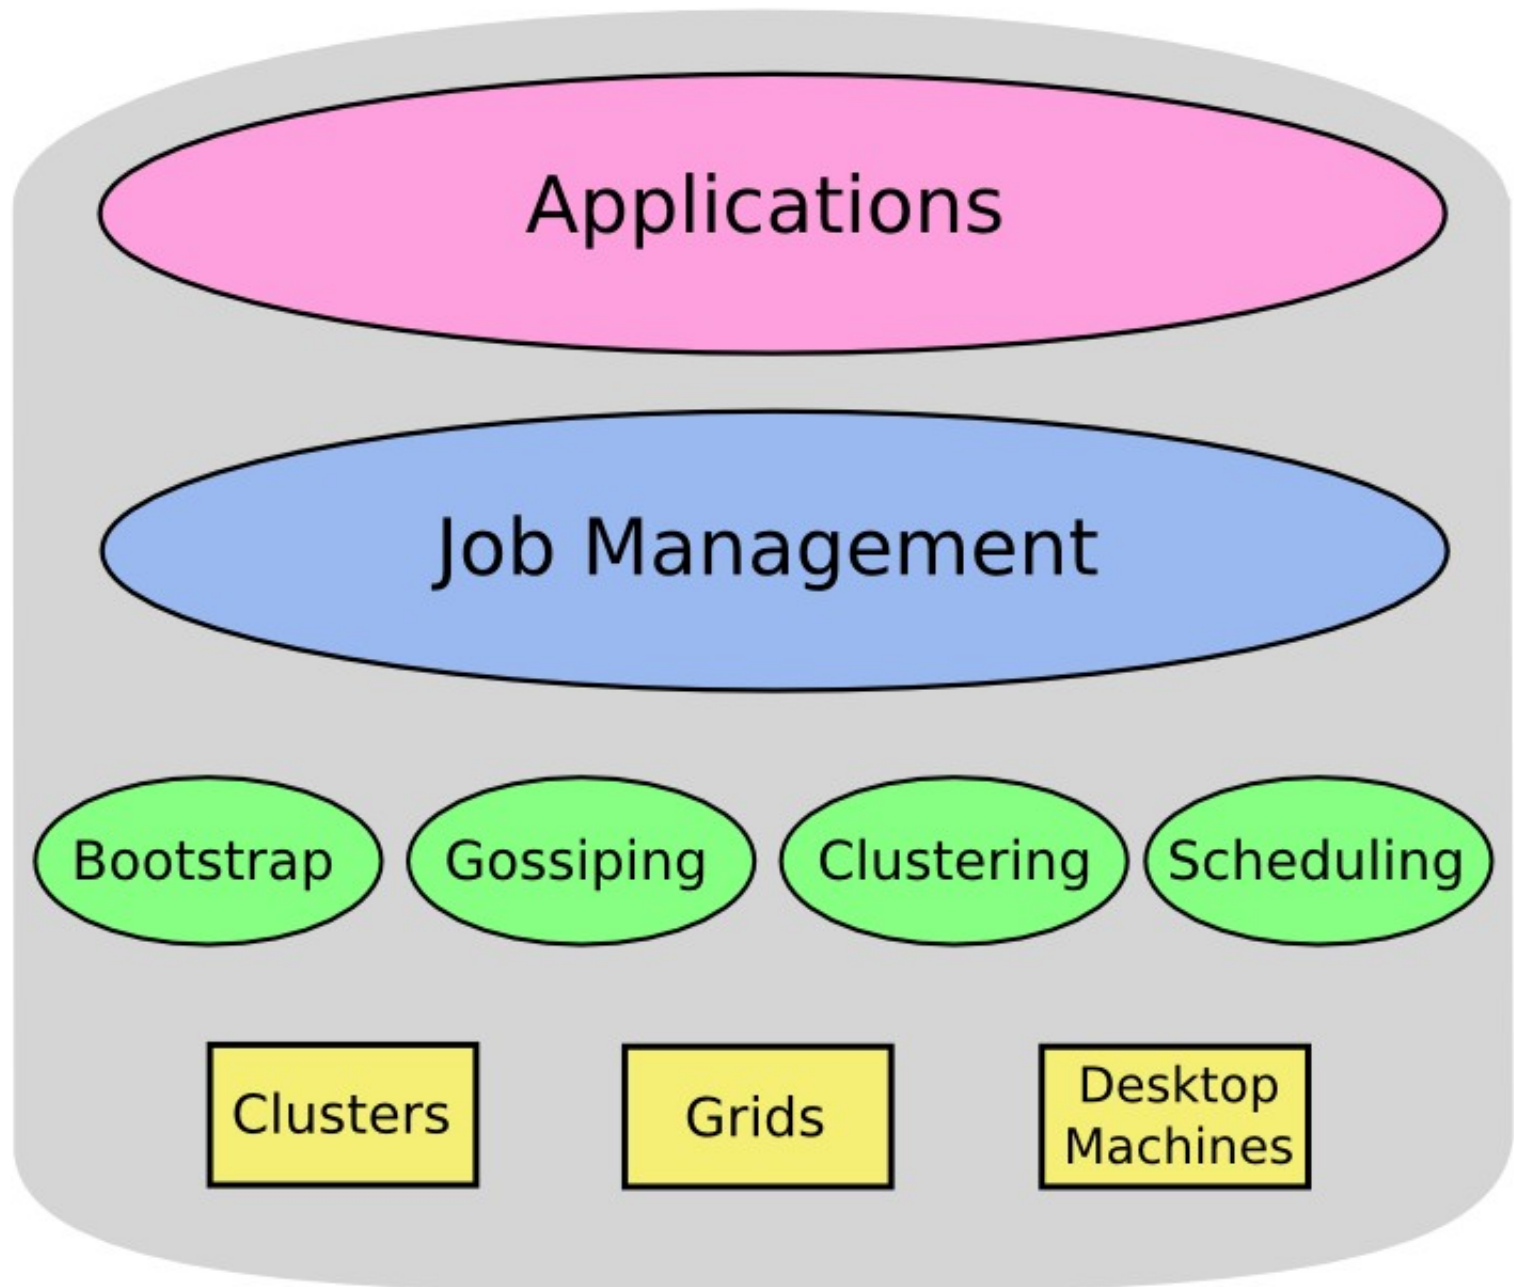 Applications
Job Management
Bootstrap
Gossiping
Clustering
Scheduling
Clusters
Grids
Desktop
Machines